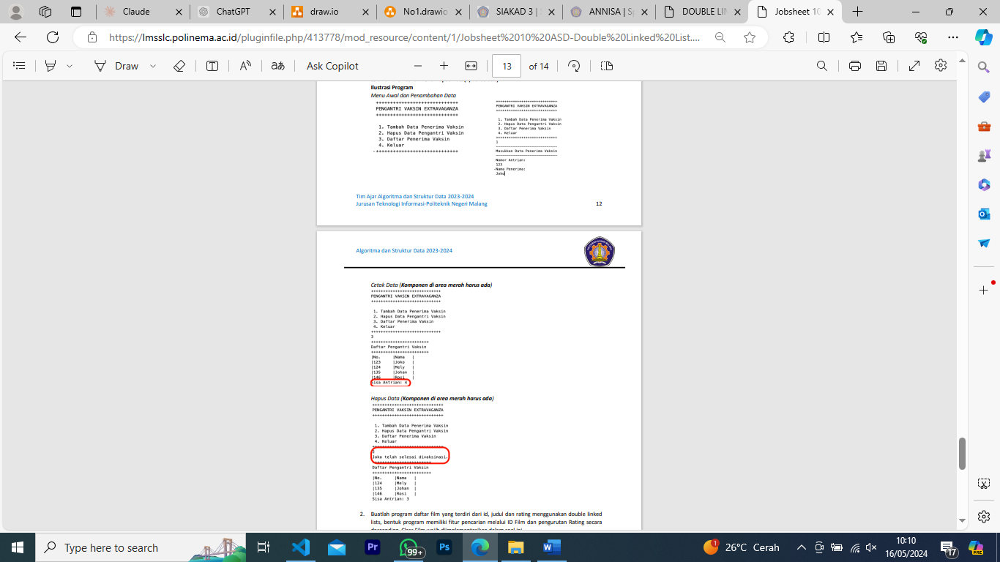 Claude
ChatGPT
draw.io
No1.drawio
SIAKAD 3 |
ANNISA | Sp
DOUBLE LIN
Jobsheet 10
https://lmsslc.polinema.ac.id/pluginfile.php/413778/mod_resource/content/1/Jobsheet%2010%20ASD-Double%20Linked%20List....
Draw
Ask Copilot
13 of 14
Ilustrasi Program
Menu Awal dan Penambahan Data
++++++++++++++++++++++++++++
PENGANTRI VAKSIN EXTRAVAGANZA
++++++++++++++++++++++++++++
1. Tambah Data Penerima Vaksin
2. Hapus Data Pengantri Vaksin
3. Daftar Penerima Vaksin
4. Keluar
-++++++++++++++++++++++++++++
++++++++++++++++++++++++++++
PENGANTRI VAKSIN EXTRAVAGANZA
++++++++++++++++++++++++++++
1. Tambah Data Penerima Vaksin
2. Hapus Data Pengantri Vaksin
3. Daftar Penerima Vaksin
4. Keluar
++++++++++++++++++++++++++++
1
----------------------------
Masukkan Data Penerima Vaksin
----------------------------
Nomor Antrian:
123
-Nama Penerima:
Joko
Tim Ajar Algoritma dan Struktur Data 2023-2024
Jurusan Teknologi Informasi-Politeknik Negeri Malang 12
Algoritma dan Struktur Data 2023-2024
Cetak Data (Komponen di area merah harus ada)
++++++++++++++++++++++++++++
PENGANTRI VAKSIN EXTRAVAGANZA
++++++++++++++++++++++++++++
1. Tambah Data Penerima Vaksin
2. Hapus Data Pengantri Vaksin
3. Daftar Penerima Vaksin
4. Keluar
++++++++++++++++++++++++++++
3
+++++++++++++++++++++++
Daftar Pengantri Vaksin
+++++++++++++++++++++++
|No. |Nama |
|123 |Joko |
|124 |Mely |
|135 |Johan |
|146 |Rosi |
Sisa Antrian: 4
Hapus Data (Komponen di area merah harus ada)
++++++++++++++++++++++++++++
PENGANTRI VAKSIN EXTRAVAGANZA
++++++++++++++++++++++++++++
1. Tambah Data Penerima Vaksin
2. Hapus Data Pengantri Vaksin
3. Daftar Penerima Vaksin
4. Keluar
++++++++++++++++++++++++++++
2
Joko telah selesai divaksinasi.
+++++++++++++++++++++++
Daftar Pengantri Vaksin
+++++++++++++++++++++++
|No. |Nama |
|124 |Mely |
|135 |Johan |
|146 |Rosi |
Sisa Antrian: 3
2. Buatlah program daftar film yang terdiri dari id, judul dan rating menggunakan double linked
lists, bentuk program memiliki fitur pencarian melalui ID Film dan pengurutan Rating secara
Type here to search
Pr
99+
Ps
1
26°C Cerah
10:10
16/05/2024
17
PRE